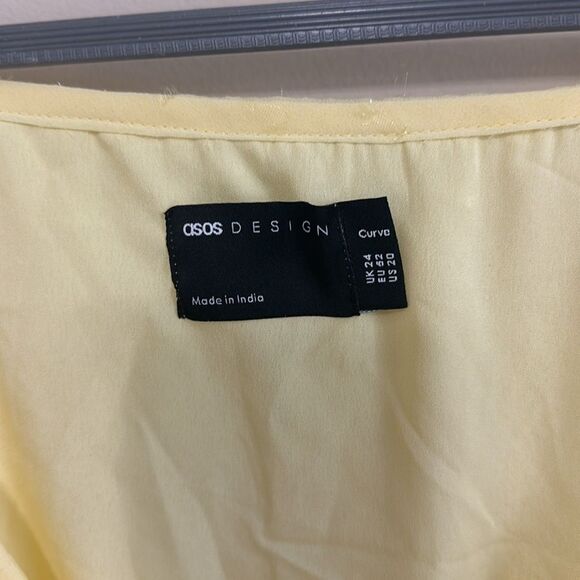 asos DESIGN
Made in India
Curve
UK 24
EU 52
US 20